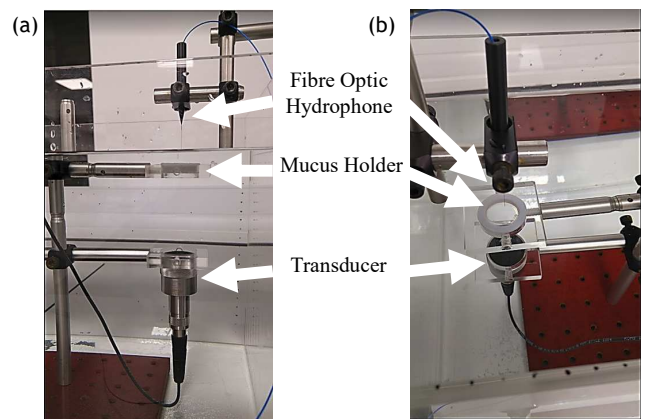 (a)
(b)
Fibre Optic
Hydrophone
Mucus Holder
Transducer